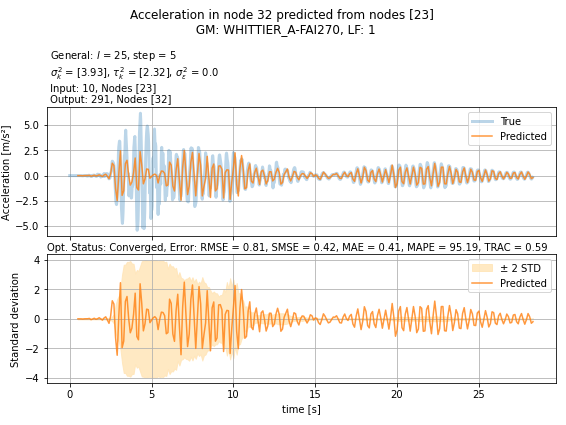 Acceleration in node 32 predicted from nodes [23]
GM: WHITTIER_A-FAI270, LF: 1
General: l = 25, step = 5
σ²ₖ = [3.93], τ²ₖ = [2.32], σ²ε = 0.0
Input: 10, Nodes [23]
Output: 291, Nodes [32]
Acceleration [m/s²]
5.0
2.5
0.0
−2.5
−5.0
True
Predicted
Opt. Status: Converged, Error: RMSE = 0.81, SMSE = 0.42, MAE = 0.41, MAPE = 95.19, TRAC = 0.59
Standard deviation
4
2
0
−2
−4
± 2 STD
Predicted
0 5 10 15 20 25
time [s]